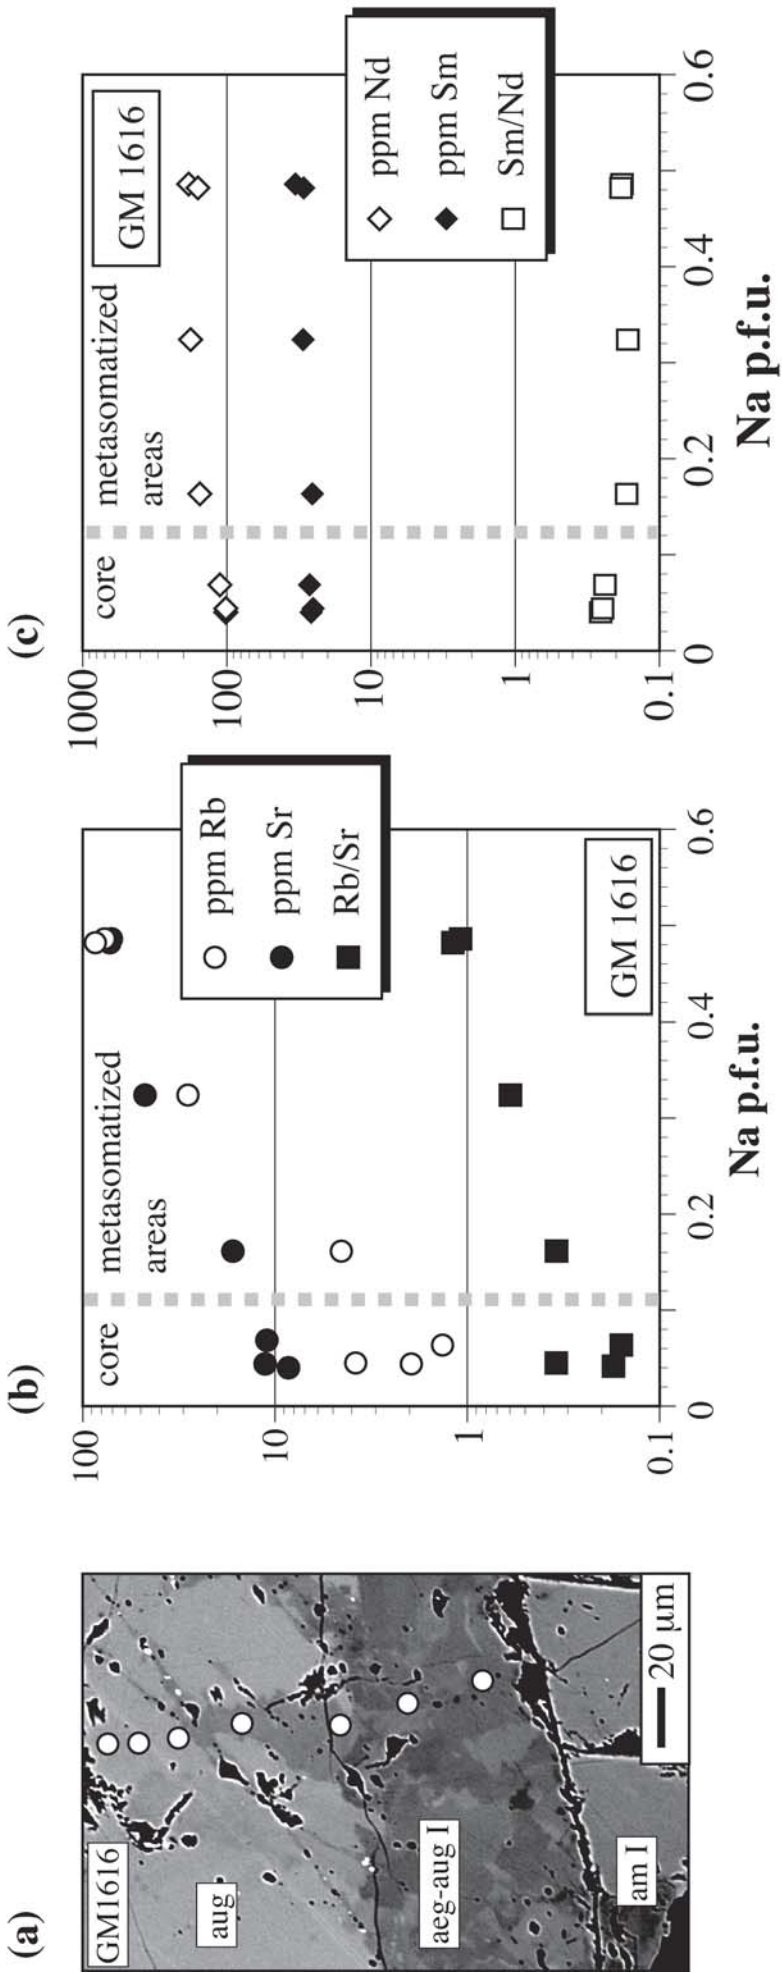 (a)
GM1616
aug
aeg-aug I
am I
20 µm
(b)
100
10
1
0.1
core
metasomatized
areas
ppm Rb
ppm Sr
Rb/Sr
GM 1616
0
0.2
0.4
0.6
Na p.f.u.
(c)
1000
100
10
1
0.1
core
metasomatized
areas
GM 1616
ppm Nd
ppm Sm
Sm/Nd
0
0.2
0.4
0.6
Na p.f.u.